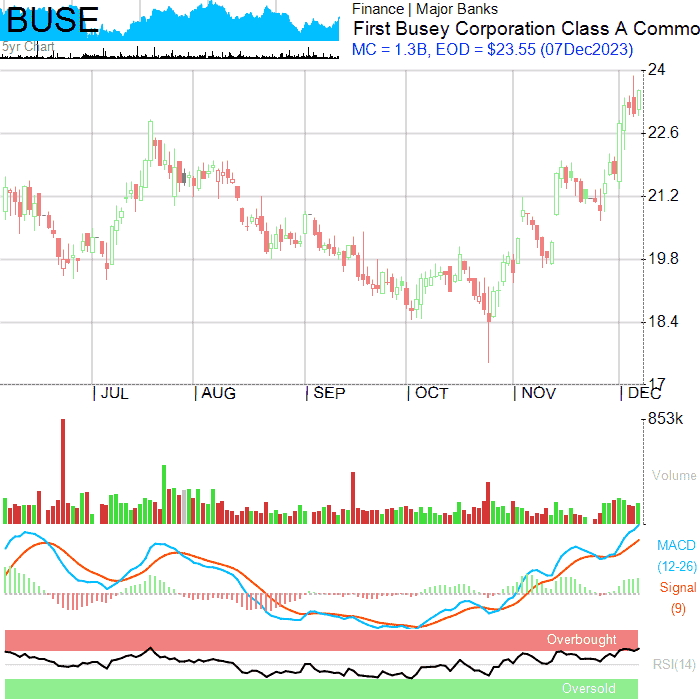 BUSE
5yr Chart
Finance | Major Banks
First Busey Corporation Class A Commo
MC = 1.3B, EOD = $23.55 (07Dec2023)
24
22.6
21.2
19.8
18.4
17
JUL
AUG
SEP
OCT
NOV
DEC
853k
Volume
MACD
(12-26)
Signal
(9)
Overbought
RSI(14)
Oversold